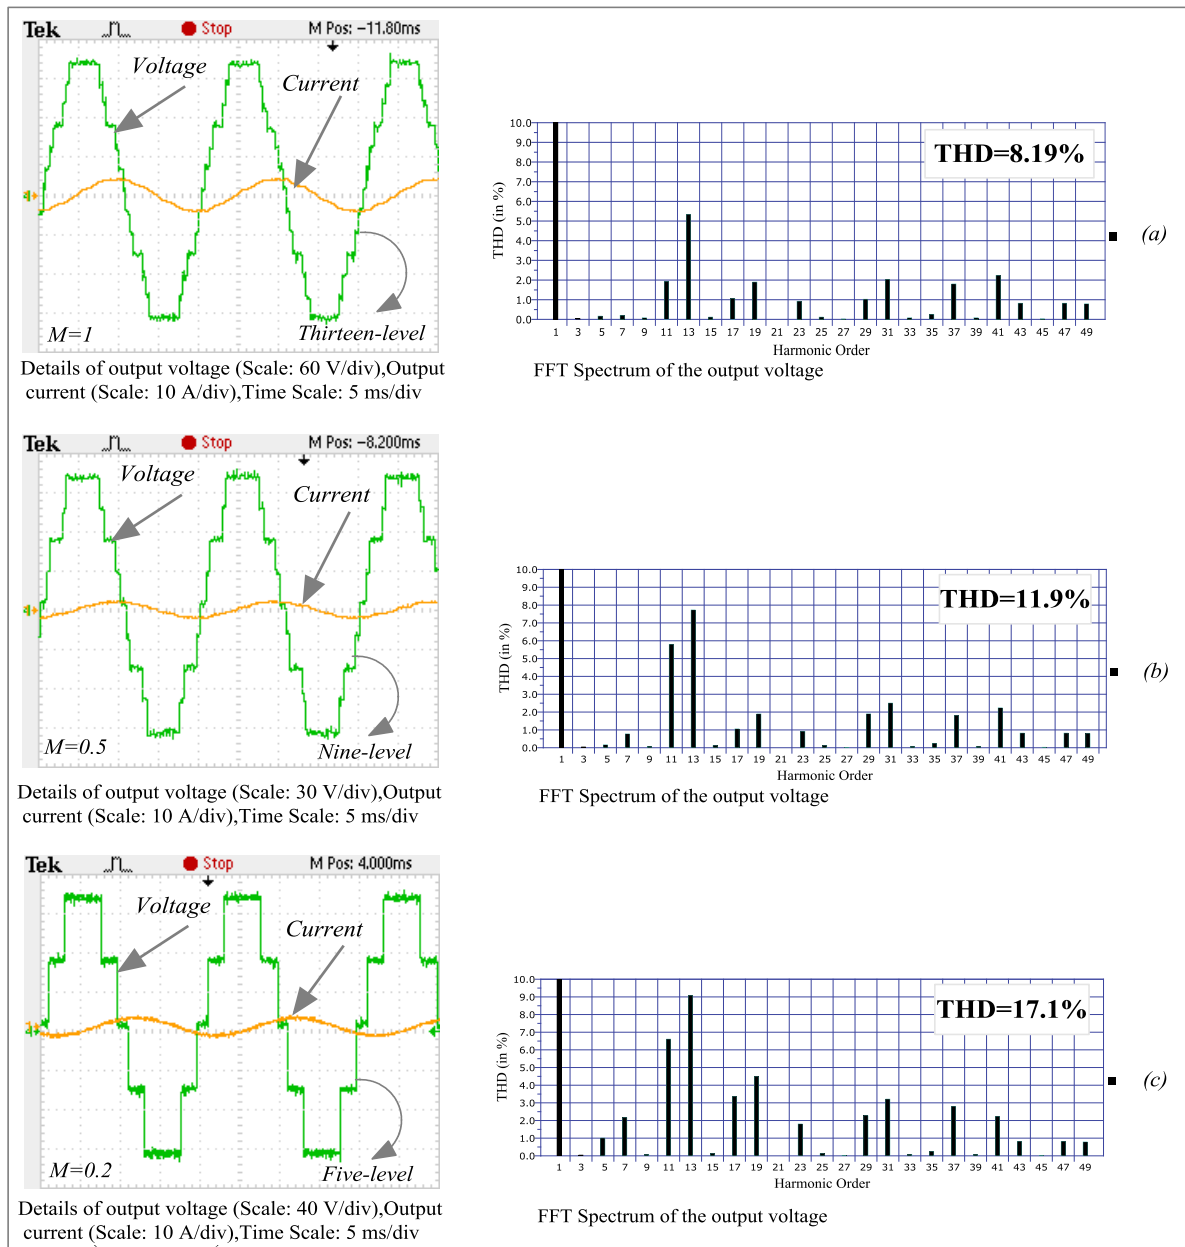 Tek Stop M Pos: -11.80ms
Voltage
Current
M=1
Thirteen-level
Details of output voltage (Scale: 60 V/div),Output
current (Scale: 10 A/div),Time Scale: 5 ms/div
THD=8.19%
THD (in %)
10.0
9.0
8.0
7.0
6.0
5.0
4.0
3.0
2.0
1.0
0.0
1 3 5 7 9 11 13 15 17 19 21 23 25 27 29 31 33 35 37 39 41 43 45 47 49
Harmonic Order
FFT Spectrum of the output voltage
(a)
Tek Stop M Pos: -8.200ms
Voltage
Current
M=0.5
Nine-level
Details of output voltage (Scale: 30 V/div),Output
current (Scale: 10 A/div),Time Scale: 5 ms/div
THD=11.9%
THD (in %)
10.0
9.0
8.0
7.0
6.0
5.0
4.0
3.0
2.0
1.0
0.0
1 3 5 7 9 11 13 15 17 19 21 23 25 27 29 31 33 35 37 39 41 43 45 47 49
Harmonic Order
FFT Spectrum of the output voltage
(b)
Tek Stop M Pos: 4.000ms
Voltage
Current
M=0.2
Five-level
Details of output voltage (Scale: 40 V/div),Output
current (Scale: 10 A/div),Time Scale: 5 ms/div
THD=17.1%
THD (in %)
10.0
9.0
8.0
7.0
6.0
5.0
4.0
3.0
2.0
1.0
0.0
1 3 5 7 9 11 13 15 17 19 21 23 25 27 29 31 33 35 37 39 41 43 45 47 49
Harmonic Order
FFT Spectrum of the output voltage
(c)